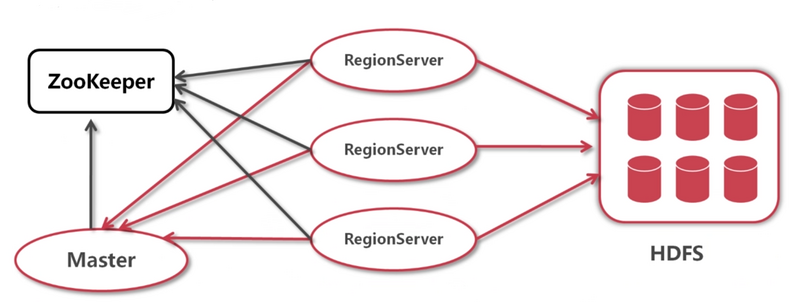 ZooKeeper
RegionServer
RegionServer
RegionServer
Master
HDFS